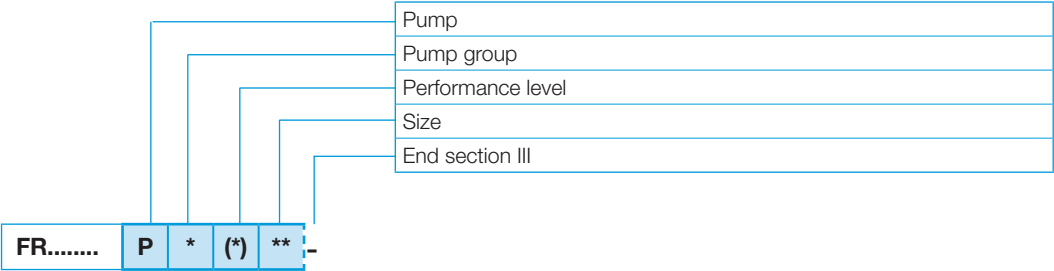 Pump
Pump group
Performance level
Size
End section III
FR........ P * (*) ** -